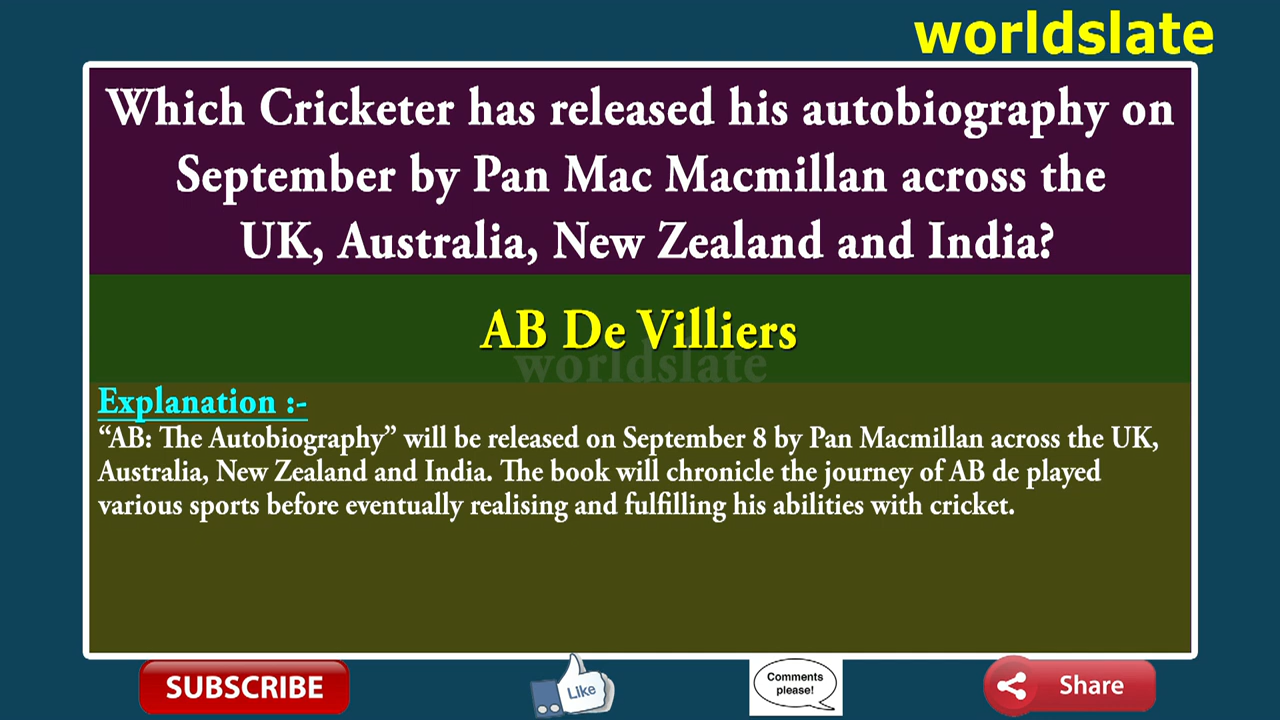 worldslate
Which Cricketer has released his autobiography on
September by Pan Mac Macmillan across the
UK, Australia, New Zealand and India?
AB De Villiers
worldslate
Explanation :-
“AB: The Autobiography” will be released on September 8 by Pan Macmillan across the UK,
Australia, New Zealand and India. The book will chronicle the journey of AB de played
various sports before eventually realising and fulfilling his abilities with cricket.
SUBSCRIBE
Like
Comments
please!
Share